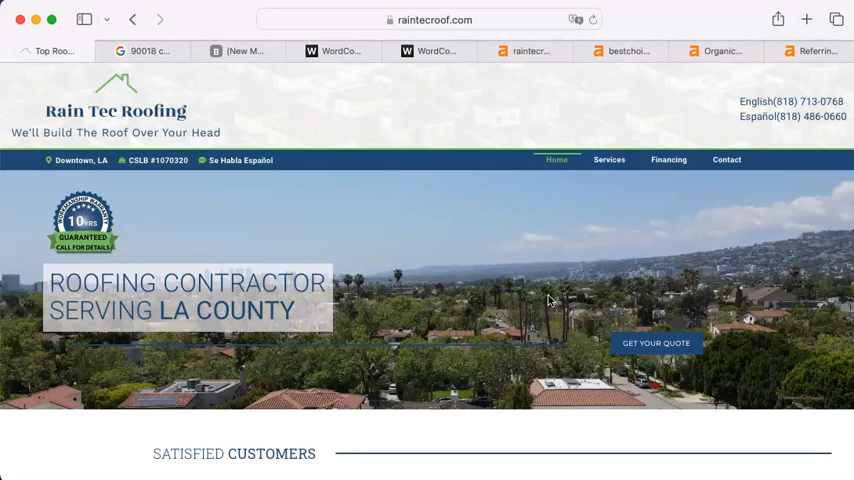 raintecroof.com
Top Roo...
90018 c...
(New M...
WordCo...
WordCo...
raintecr...
bestchoi...
Organic...
Referrin...
Rain Tec Roofing
We'll Build The Roof Over Your Head
English(818) 713-0768
Español(818) 486-0660
Downtown, LA
CSLB #1070320
Se Habla Español
Home
Services
Financing
Contact
WORKMANSHIP WARRANTY
10 YRS
GUARANTEED
CALL FOR DETAILS
ROOFING CONTRACTOR
SERVING LA COUNTY
GET YOUR QUOTE
SATISFIED CUSTOMERS